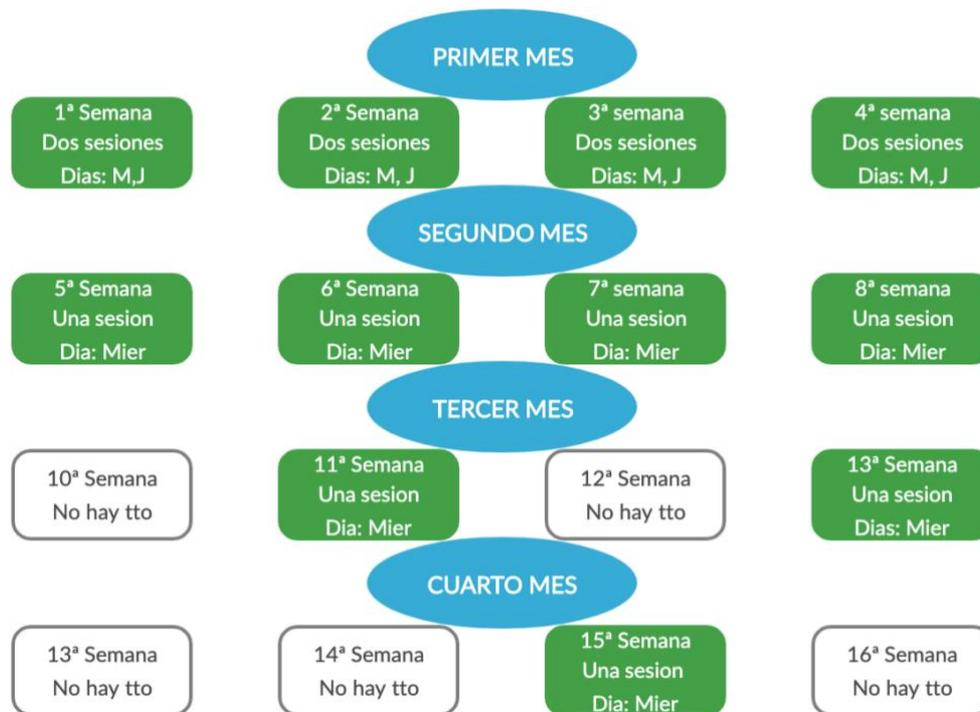 PRIMER MES
1ª Semana
Dos sesiones
Dias: M,J
2ª Semana
Dos sesiones
Dias: M, J
3ª semana
Dos sesiones
Dias: M, J
4ª semana
Dos sesiones
Dias: M, J
SEGUNDO MES
5ª Semana
Una sesion
Dia: Mier
6ª Semana
Una sesion
Dia: Mier
7ª semana
Una sesion
Dia: Mier
8ª semana
Una sesion
Dia: Mier
TERCER MES
10ª Semana
No hay tto
11ª Semana
Una sesion
Dia: Mier
12ª Semana
No hay tto
13ª Semana
Una sesion
Dias: Mier
CUARTO MES
13ª Semana
No hay tto
14ª Semana
No hay tto
15ª Semana
Una sesion
Dia: Mier
16ª Semana
No hay tto